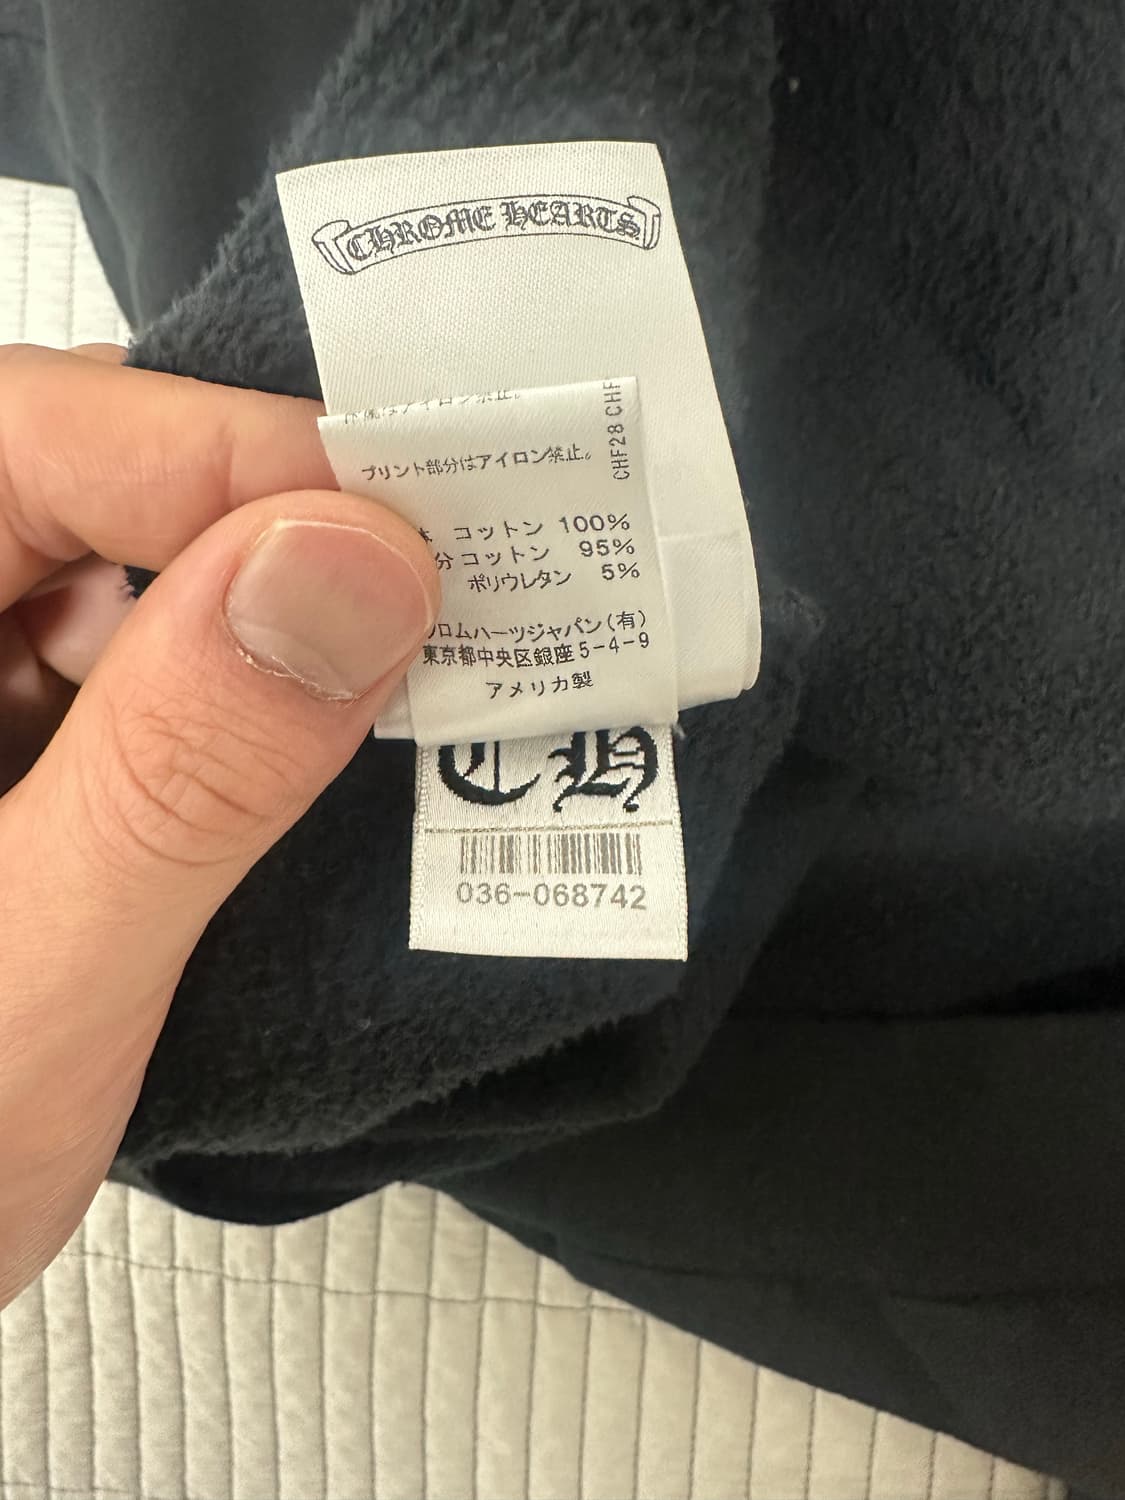 CHROME HEARTS
CHF28 CHF
プリント部分はアイロン禁止。
体 コットン 100%
分 コットン 95%
ポリウレタン 5%
ロムハーツジャパン(有)
東京都中央区銀座5-4-9
アメリカ製
CH
036-068742